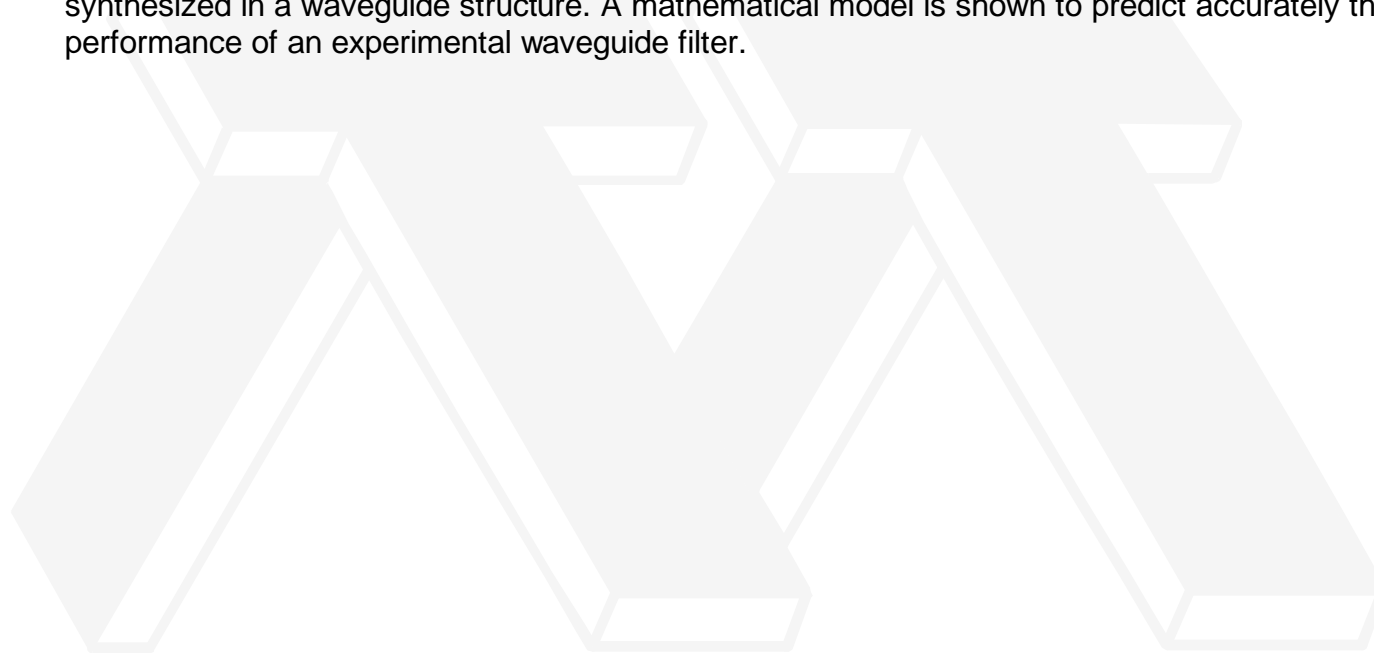 synthesized in a waveguide structure. A mathematical model is shown to predict accurately th
performance of an experimental waveguide filter.